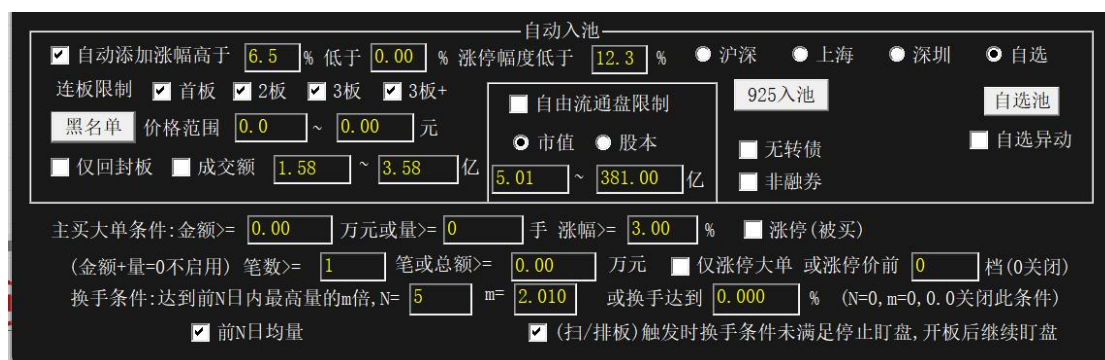 自动入池
自动添加涨幅高于 6.5 % 低于 0.00 % 涨停幅度低于 12.3 % 沪深 上海 深圳 自选
连板限制 首板 2板 3板 3板+ 自由流通盘限制 925入池 自选池
黑名单 价格范围 0.0 ~ 0.00 元 市值 股本 无转债 自选异动
仅回封板 成交额 1.58 ~ 3.58 亿 5.01 ~ 381.00 亿 非融券
主买大单条件:金额>= 0.00 万元或量>= 0 手 涨幅>= 3.00 % 涨停(被买)
(金额+量=0不启用) 笔数>= 1 笔或总额>= 0.00 万元 仅涨停大单 或涨停价前 0 档(0关闭)
换手条件:达到前N日内最高量的m倍,N= 5 m= 2.010 或换手达到 0.000 % (N=0,m=0,0.0关闭此条件)
前N日均量 (扫/排板)触发时换手条件未满足停止盯盘,开板后继续盯盘